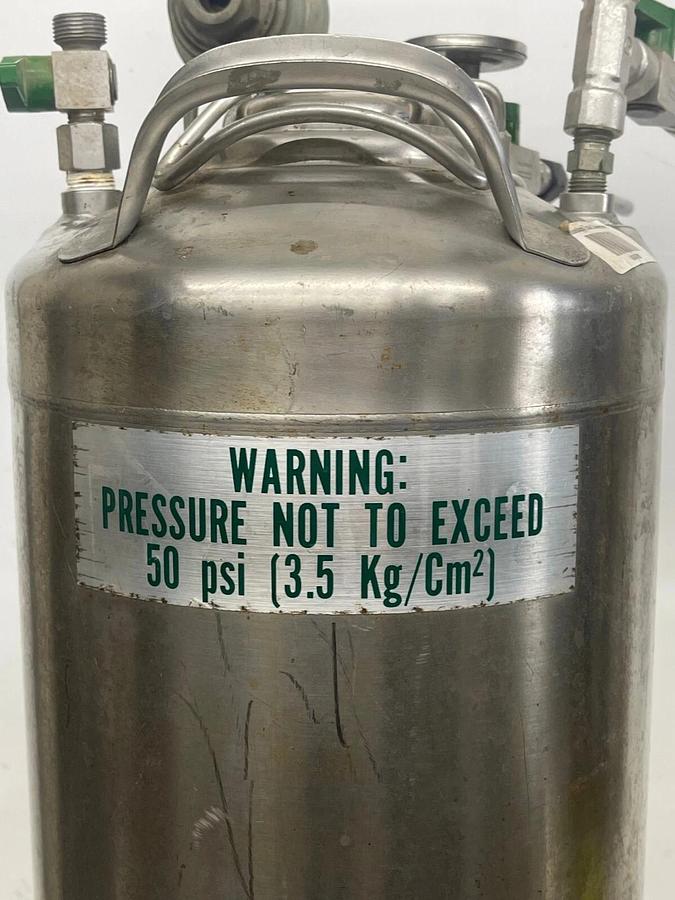 WARNING:
PRESSURE NOT TO EXCEED
50 psi (3.5 Kg/Cm²)